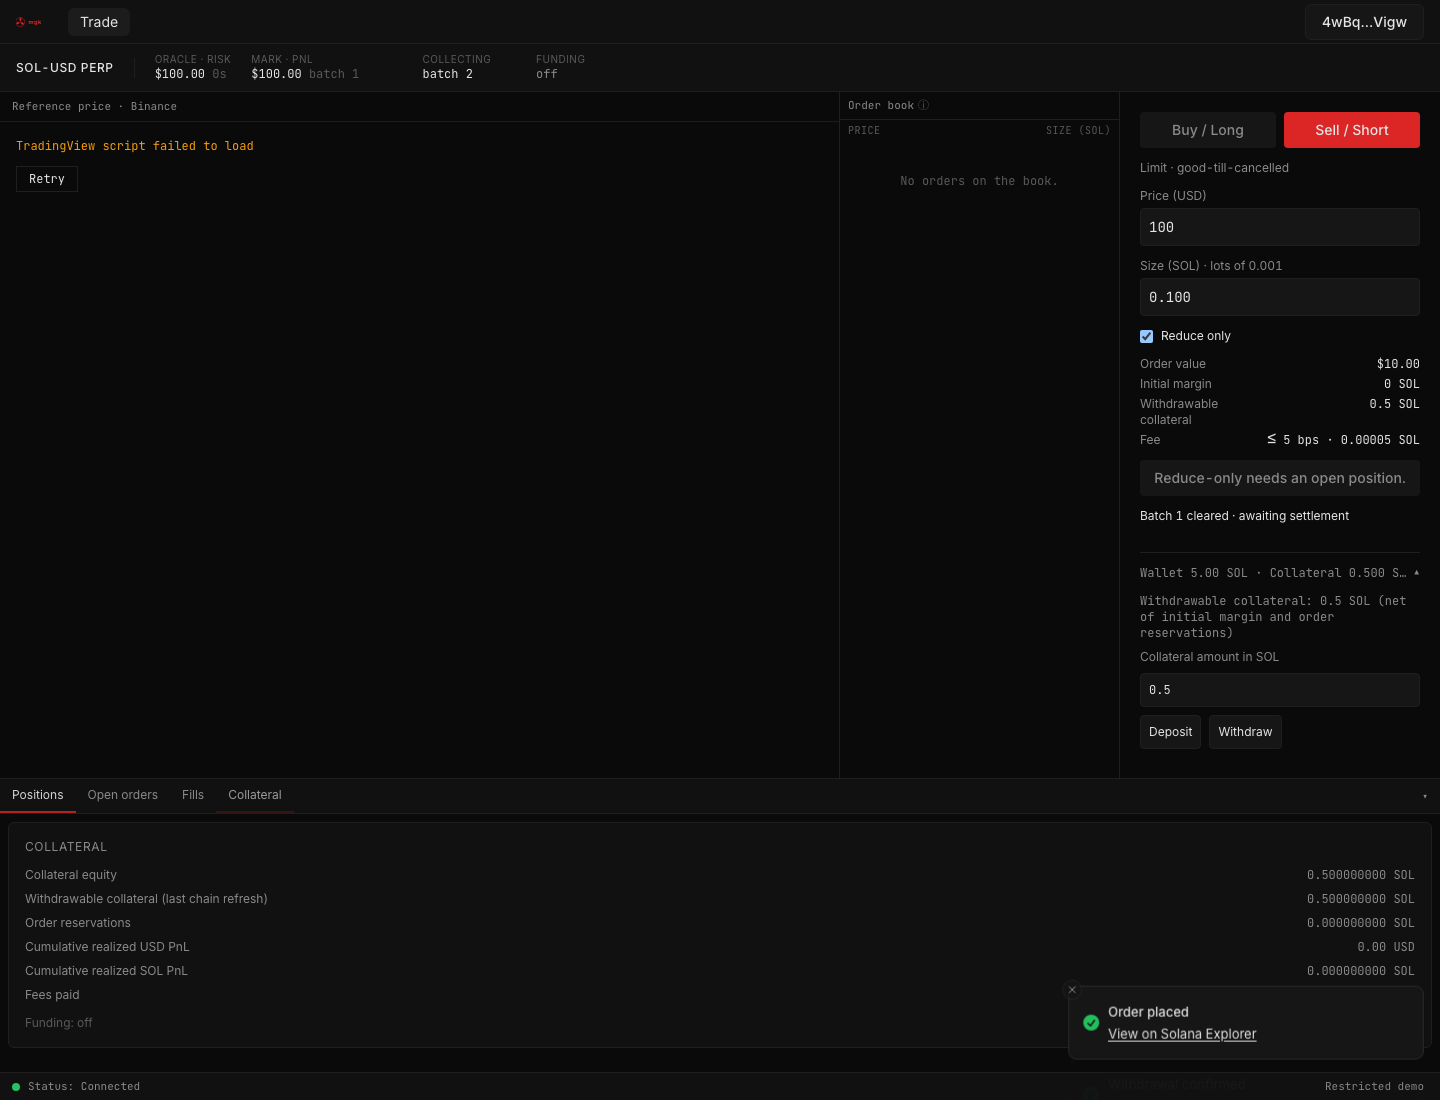 mgk
Trade
4wBq...Vigw
SOL-USD PERP
ORACLE · RISK
$100.00 0s
MARK · PNL
$100.00 batch 1
COLLECTING
batch 2
FUNDING
off
Reference price · Binance
TradingView script failed to load
Retry
Order book ⓘ
PRICE SIZE (SOL)
No orders on the book.
Buy / Long
Sell / Short
Limit · good-till-cancelled
Price (USD)
100
Size (SOL) · lots of 0.001
0.100
Reduce only
Order value $10.00
Initial margin 0 SOL
Withdrawable 0.5 SOL
collateral
Fee ≤ 5 bps · 0.00005 SOL
Reduce-only needs an open position.
Batch 1 cleared · awaiting settlement
Wallet 5.00 SOL · Collateral 0.500 S…
Withdrawable collateral: 0.5 SOL (net
of initial margin and order
reservations)
Collateral amount in SOL
0.5
Deposit
Withdraw
Positions
Open orders
Fills
Collateral
COLLATERAL
Collateral equity 0.500000000 SOL
Withdrawable collateral (last chain refresh) 0.500000000 SOL
Order reservations 0.000000000 SOL
Cumulative realized USD PnL 0.00 USD
Cumulative realized SOL PnL 0.000000000 SOL
Fees paid
Funding: off
Order placed
View on Solana Explorer
Withdrawal confirmed
Status: Connected
Restricted demo